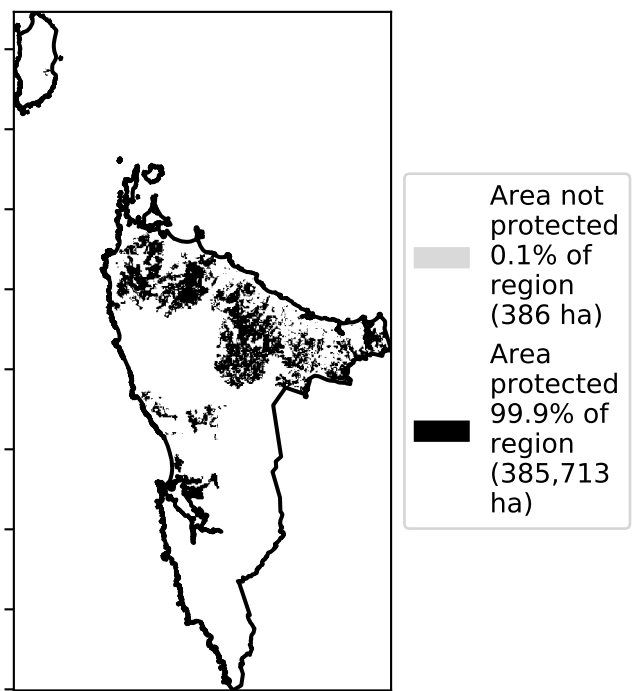 Area not
protected
0.1% of
region
(386 ha)
Area
protected
99.9% of
region
(385,713
ha)